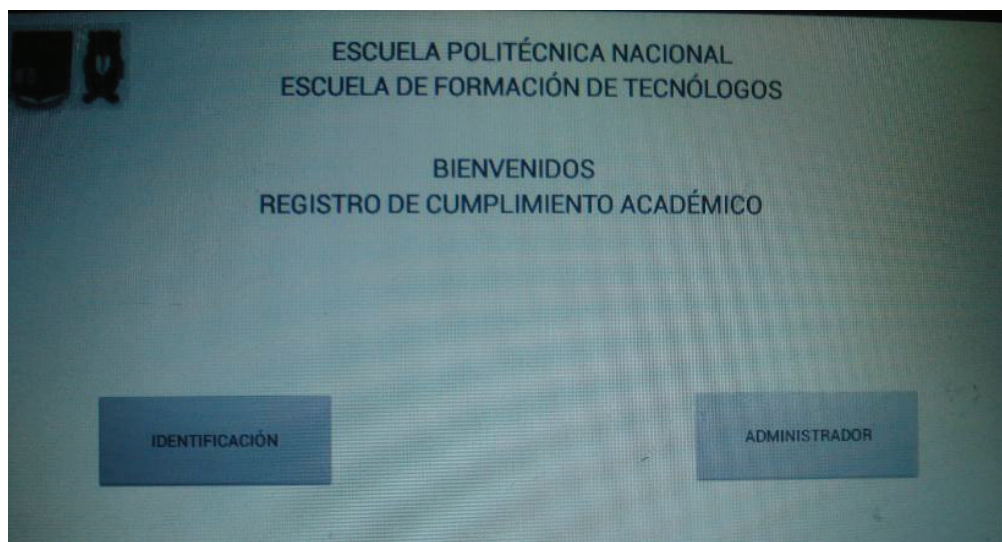 ESCUELA POLITÉCNICA NACIONAL
ESCUELA DE FORMACIÓN DE TECNÓLOGOS
BIENVENIDOS
REGISTRO DE CUMPLIMIENTO ACADÉMICO
IDENTIFICACIÓN
ADMINISTRADOR